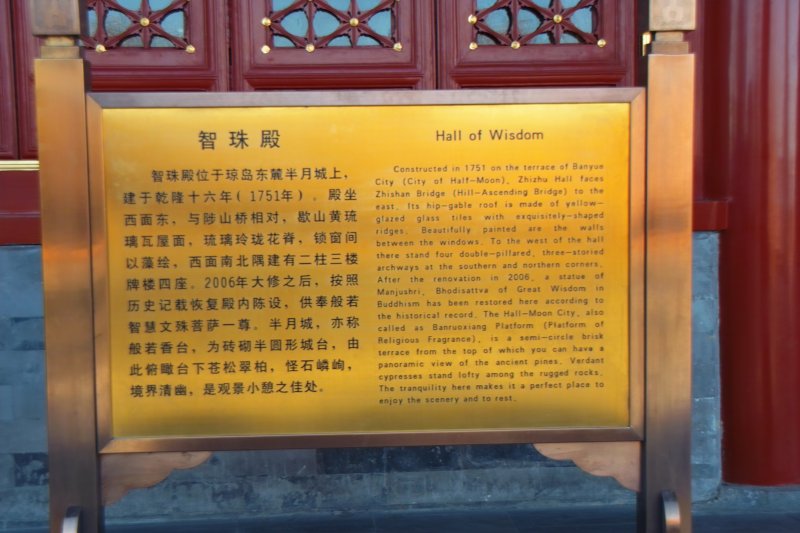 智珠殿
智珠殿位于琼岛东麓半月城上，
建于乾隆十六年（1751年）。殿坐
西面东，与陟山桥相对，歇山黄琉
璃瓦屋面，琉璃玲珑花脊，锁窗间
以藻绘，西面南北隅建有二柱三楼
牌楼四座。2006年大修之后，按照
历史记载恢复殿内陈设，供奉般若
智慧文殊菩萨一尊。半月城，亦称
般若香台，为砖砌半圆形城台，由
此俯瞰台下苍松翠柏，怪石嶙峋，
境界清幽，是观景小憩之佳处。
Hall of Wisdom
Constructed in 1751 on the terrace of Banyue
City (City of Half-Moon), Zhizhu Hall faces
Zhishan Bridge (Hill-Ascending Bridge) to the
east. Its hip-gable roof is made of yellow-
glazed glass tiles with exquisitely-shaped
ridges. Beautifully painted are the walls
between the windows. To the west of the hall
there stand four double-pillared, three-storied
archways at the southern and northern corners.
After the renovation in 2006, a statue of
Manjushri, Bhodisattva of Great Wisdom in
Buddhism has been restored here according to
the historical record. The Half-Moon City, also
called as Banruoxiang Platform (Platform of
Religious Fragrance), is a semi-circle brisk
terrace from the top of which you can have a
panoramic view of the ancient pines. Verdant
cypresses stand lofty among the rugged rocks.
The tranquility here makes it a perfect place to
enjoy the scenery and to rest.